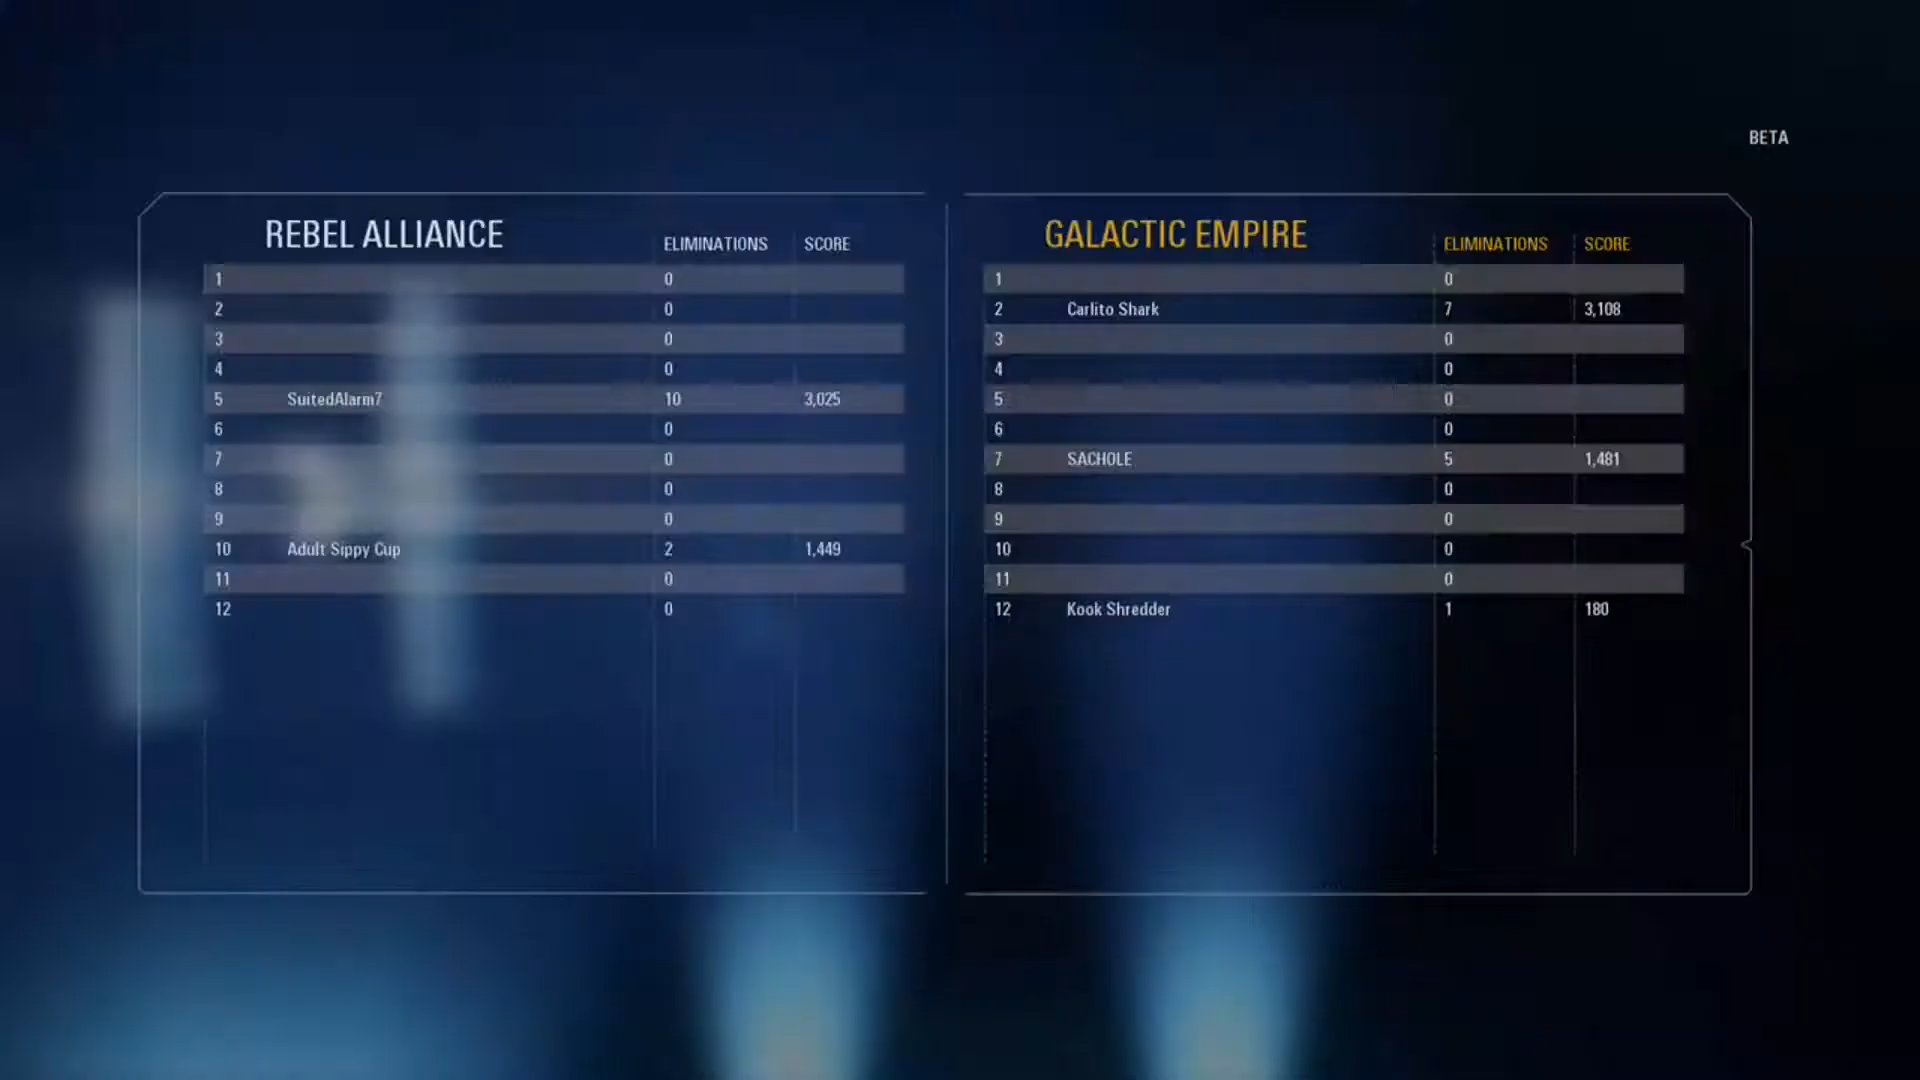 BETA
REBEL ALLIANCE ELIMINATIONS SCORE
1 0
2 0
3 0
4 0
5 SuitedAlarm7 10 3,025
6 0
7 0
8 0
9 0
10 Adult Sippy Cup 2 1,449
11 0
12 0
GALACTIC EMPIRE ELIMINATIONS SCORE
1 0
2 Carlito Shark 7 3,108
3 0
4 0
5 0
6 0
7 SACHOLE 5 1,481
8 0
9 0
10 0
11 0
12 Kook Shredder 1 180